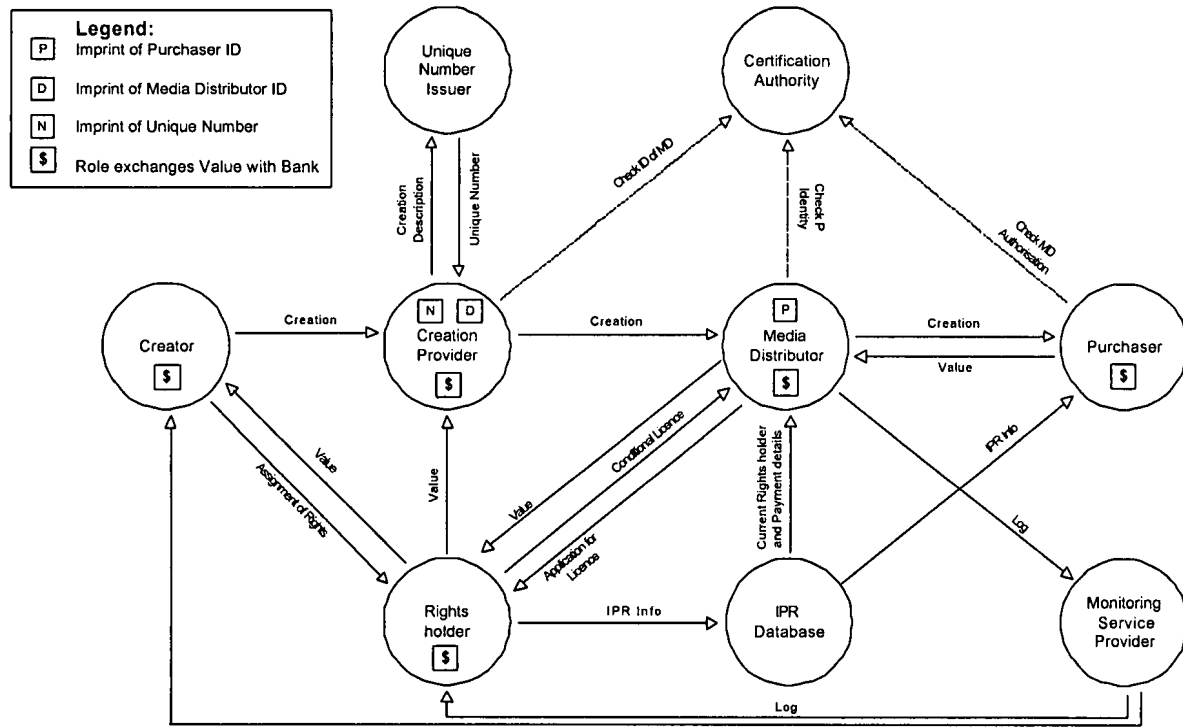 Legend:
P Imprint of Purchaser ID
D Imprint of Media Distributor ID
N Imprint of Unique Number
$ Role exchanges Value with Bank
Unique
Number
Issuer
Certification
Authority
Creation
Description
Unique Number
Check ID of MD
Check P
Identity
Check MD
Authorisation
Creator
$
Creation
N D
Creation
Provider
$
Creation
P
Media
Distributor
$
Creation
Value
Purchaser
$
Value
Assignment of Rights
Value
Value
Conditional Licence
Application for
Licence
Current Rights holder
and Payment details
IPR Info
Log
Rights
holder
$
IPR Info
IPR
Database
Monitoring
Service
Provider
Log